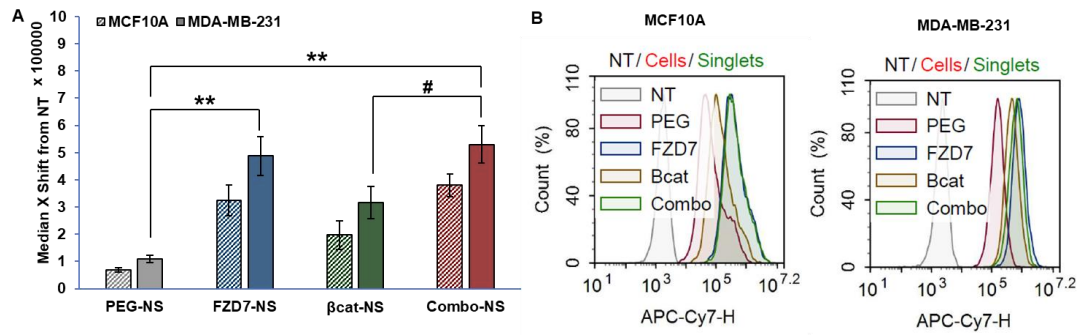 A
MCF10A MDA-MB-231
Median X Shift from NT x 100000
10
9
8
7
6
5
4
3
2
1
0
**
**
#
PEG-NS FZD7-NS βcat-NS Combo-NS
B
MCF10A
NT/Cells/Singlets
Count (%)
110
80
40
0
NT
PEG
FZD7
Bcat
Combo
10^1 10^3 10^5 10^7.2
APC-Cy7-H
MDA-MB-231
NT/Cells/Singlets
Count (%)
110
80
40
0
NT
PEG
FZD7
Bcat
Combo
10^1 10^3 10^5 10^7.2
APC-Cy7-H